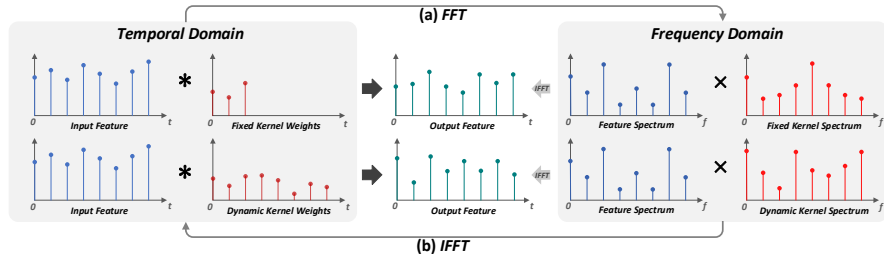 (a) FFT
Temporal Domain
Frequency Domain
*
IFFT
×
0
t
0
t
0
t
0
f
0
f
Input Feature
Fixed Kernel Weights
Output Feature
Feature Spectrum
Fixed Kernel Spectrum
*
IFFT
×
0
t
0
t
0
t
0
f
0
f
Input Feature
Dynamic Kernel Weights
Output Feature
Feature Spectrum
Dynamic Kernel Spectrum
(b) IFFT